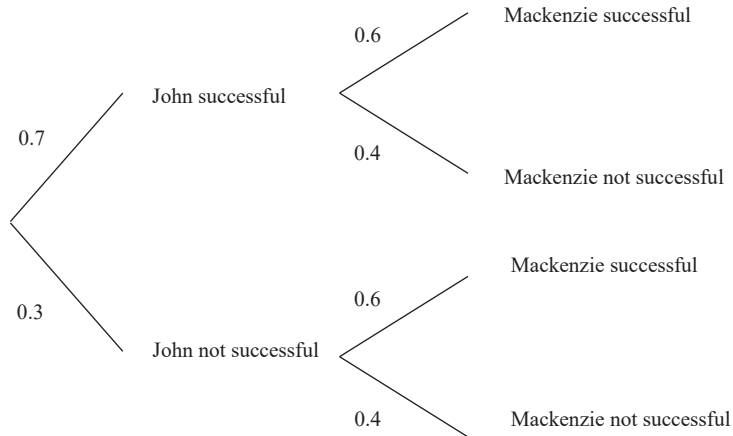 Mackenzie successful
0.6
John successful
0.7
0.4
Mackenzie not successful
Mackenzie successful
0.6
0.3
John not successful
0.4
Mackenzie not successful